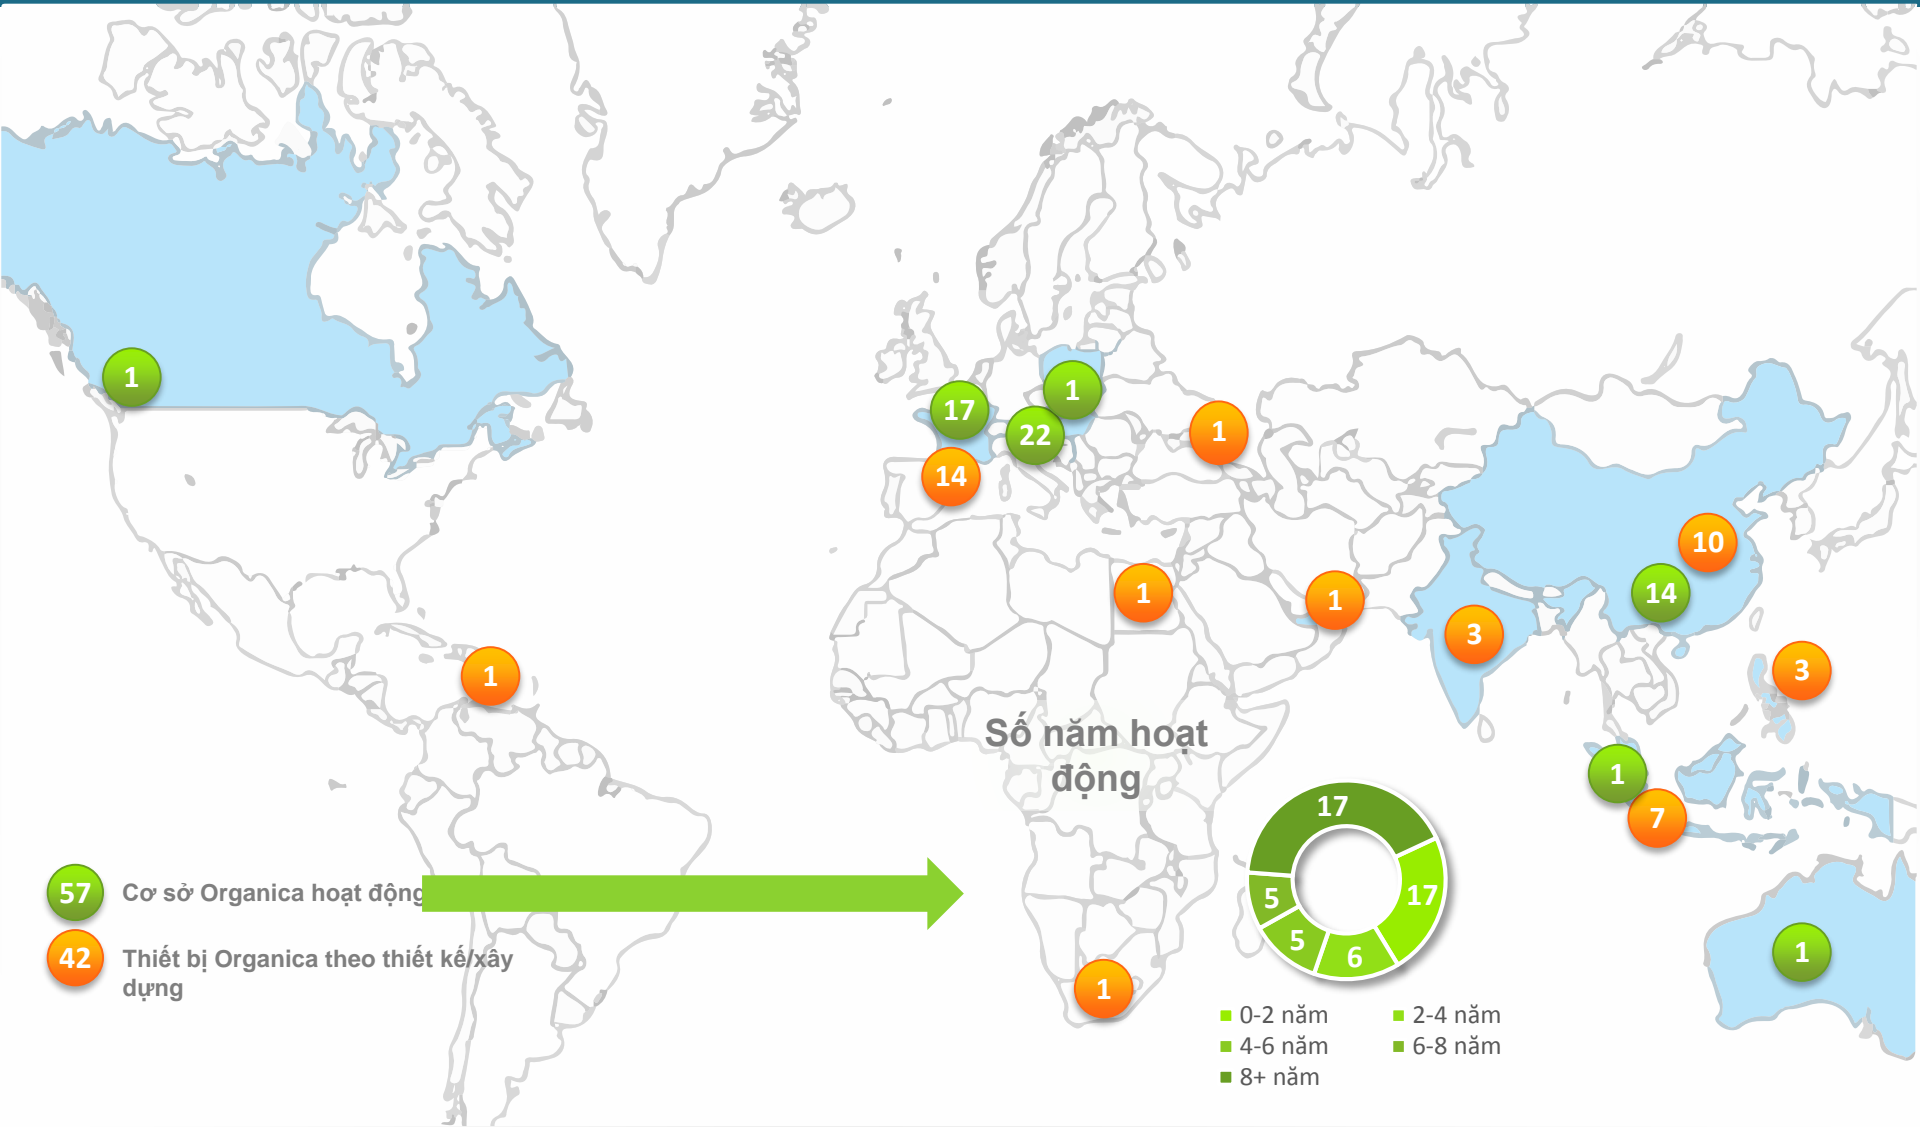 1
17
1
22
14
1
10
14
1
1
3
1
3
1
7
Số năm hoạt
động
17
17
5
5
6
57
Cơ sở Organica hoạt động
42
Thiết bị Organica theo thiết kế/xây
dựng
1
1
0-2 năm
2-4 năm
4-6 năm
6-8 năm
8+ năm